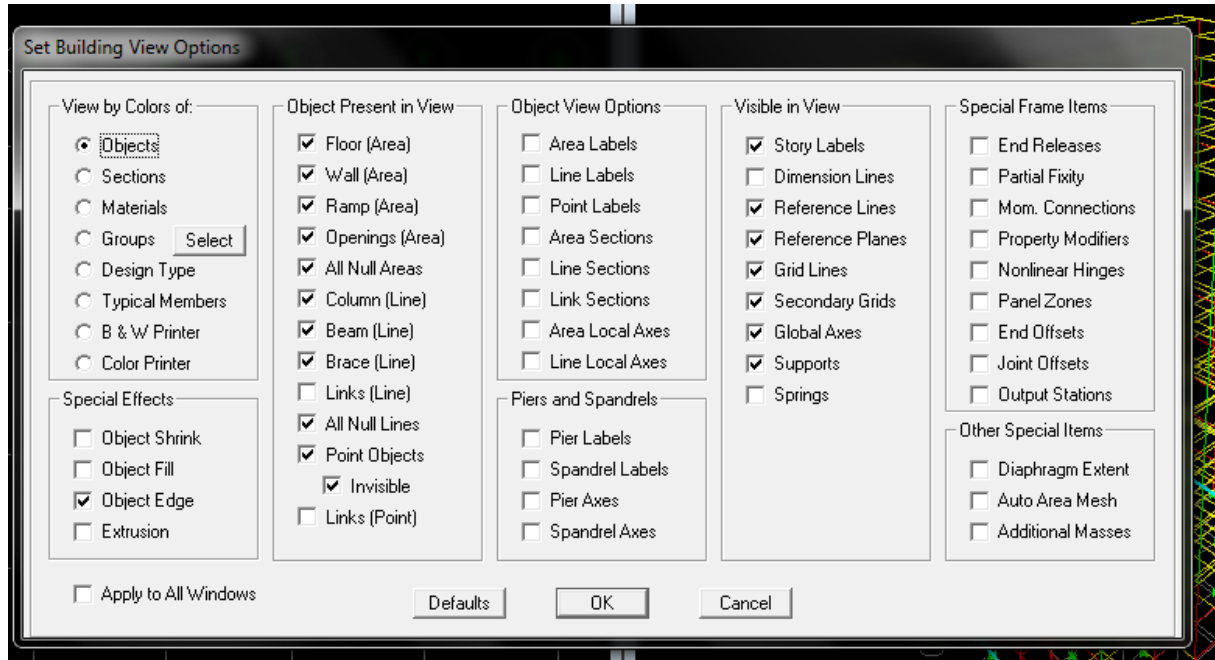 Set Building View Options
View by Colors of:
Objects
Sections
Materials
Groups
Select
Design Type
Typical Members
B & W Printer
Color Printer
Special Effects
Object Shrink
Object Fill
Object Edge
Extrusion
Object Present in View
Floor (Area)
Wall (Area)
Ramp (Area)
Openings (Area)
All Null Areas
Column (Line)
Beam (Line)
Brace (Line)
Links (Line)
All Null Lines
Point Objects
Invisible
Links (Point)
Object View Options
Area Labels
Line Labels
Point Labels
Area Sections
Line Sections
Link Sections
Area Local Axes
Line Local Axes
Piers and Spandrels
Pier Labels
Spandrel Labels
Pier Axes
Spandrel Axes
Visible in View
Story Labels
Dimension Lines
Reference Lines
Reference Planes
Grid Lines
Secondary Grids
Global Axes
Supports
Springs
Special Frame Items
End Releases
Partial Fixity
Mom. Connections
Property Modifiers
Nonlinear Hinges
Panel Zones
End Offsets
Joint Offsets
Output Stations
Other Special Items
Diaphragm Extent
Auto Area Mesh
Additional Masses
Apply to All Windows
Defaults
OK
Cancel